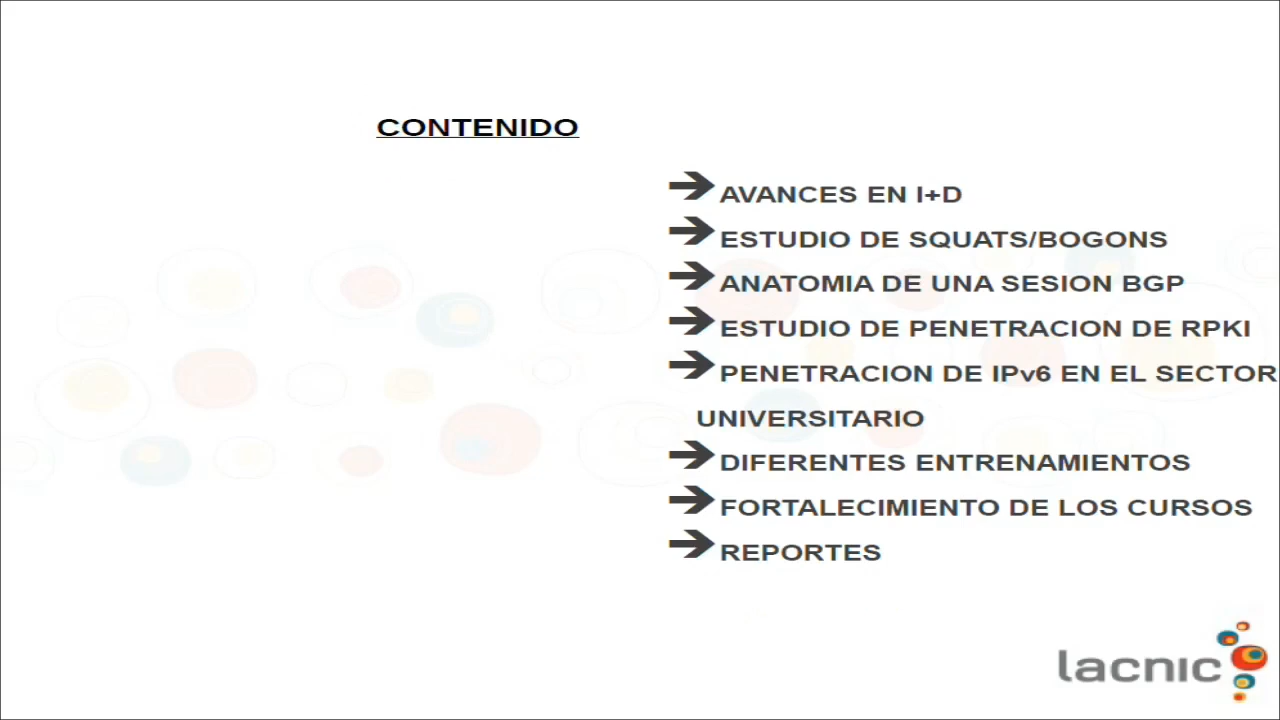 CONTENIDO
AVANCES EN I+D
ESTUDIO DE SQUATS/BOGONS
ANATOMIA DE UNA SESION BGP
ESTUDIO DE PENETRACION DE RPKI
PENETRACION DE IPv6 EN EL SECTOR
UNIVERSITARIO
DIFERENTES ENTRENAMIENTOS
FORTALECIMIENTO DE LOS CURSOS
REPORTES
lacnic